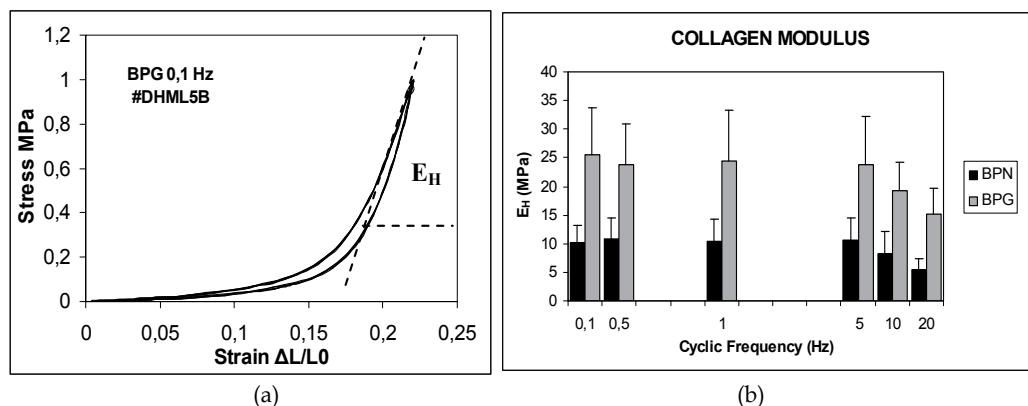 1,2
1
0,8
0,6
0,4
0,2
0
Stress MPa
BPG 0,1 Hz
#DHML5B
E_H
0 0,05 0,1 0,15 0,2 0,25
Strain ΔL/L0
(a)
COLLAGEN MODULUS
40
35
30
25
20
15
10
5
0
E_H (MPa)
BPN
BPG
0,1 0,5 1 5 10 20
Cyclic Frequency (Hz)
(b)